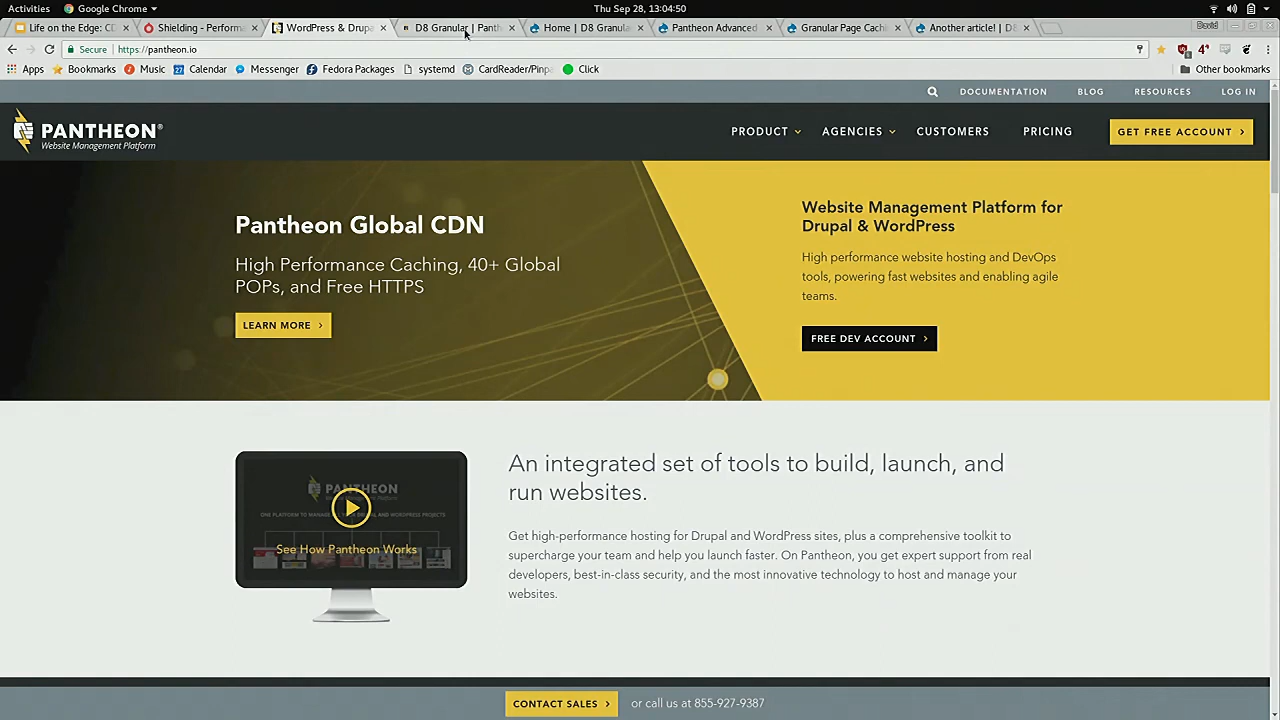 Activities Google Chrome Thu Sep 28, 13:04:50
Life on the Edge: CD Shielding - Performa WordPress & Drupa D8 Granular | Panth Home | D8 Granula Pantheon Advanced Granular Page Cachi Another article! | D8 David
Secure https://pantheon.io
Apps Bookmarks Music Calendar Messenger Fedora Packages systemd CardReader/Pinpa Click Other bookmarks
DOCUMENTATION BLOG RESOURCES LOG IN
PANTHEON®
Website Management Platform
PRODUCT AGENCIES CUSTOMERS PRICING GET FREE ACCOUNT
Pantheon Global CDN
High Performance Caching, 40+ Global
POPs, and Free HTTPS
LEARN MORE
Website Management Platform for
Drupal & WordPress
High performance website hosting and DevOps
tools, powering fast websites and enabling agile
teams.
FREE DEV ACCOUNT
PANTHEON
See How Pantheon Works
An integrated set of tools to build, launch, and
run websites.
Get high-performance hosting for Drupal and WordPress sites, plus a comprehensive toolkit to
supercharge your team and help you launch faster. On Pantheon, you get expert support from real
developers, best-in-class security, and the most innovative technology to host and manage your
websites.
CONTACT SALES or call us at 855-927-9387